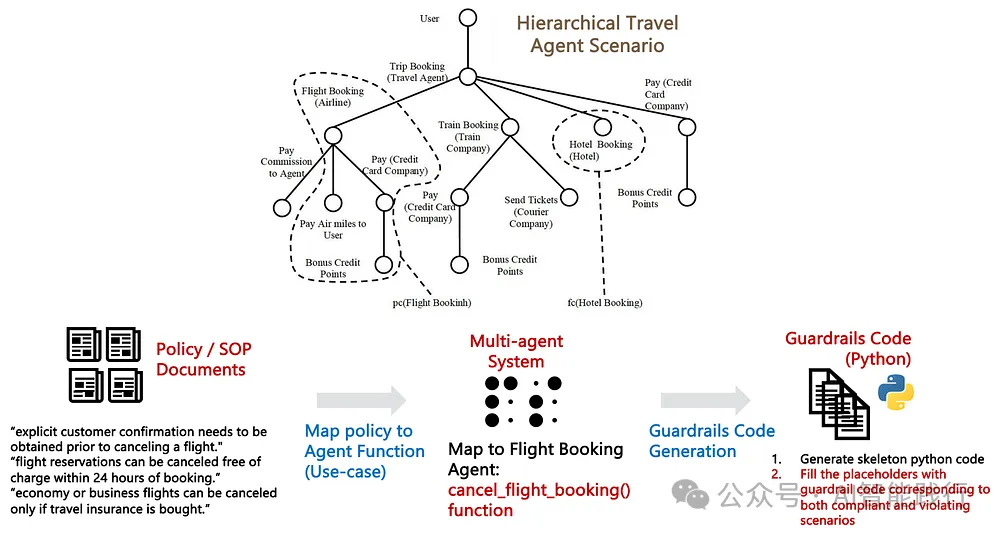 User
Hierarchical Travel
Agent Scenario
Trip Booking
(Travel Agent)
Flight Booking
(Airline)
Pay (Credit
Card
Company)
Train Booking
(Train
Company)
Hotel Booking
(Hotel)
Pay
Commission
to Agent
Pay (Credit
Card Company)
Pay
(Credit Card
Company)
Send Tickets
(Courier
Company)
Bonus Credit
Points
Pay Air miles to
User
Bonus Credit
Points
Bonus Credit
Points
pc(Flight Bookinh)
fc(Hotel Booking)
Policy / SOP
Documents
Multi-agent
System
Guardrails Code
(Python)
“explicit customer confirmation needs to be
obtained prior to canceling a flight."
“flight reservations can be canceled free of
charge within 24 hours of booking.”
“economy or business flights can be canceled
only if travel insurance is bought.”
Map policy to
Agent Function
(Use-case)
Map to Flight Booking
Agent:
cancel_flight_booking()
function
Guardrails Code
Generation
1. Generate skeleton python code
2. Fill the placeholders with
guardrail code corresponding to
both compliant and violating
scenarios
公众号 · AI智能践行